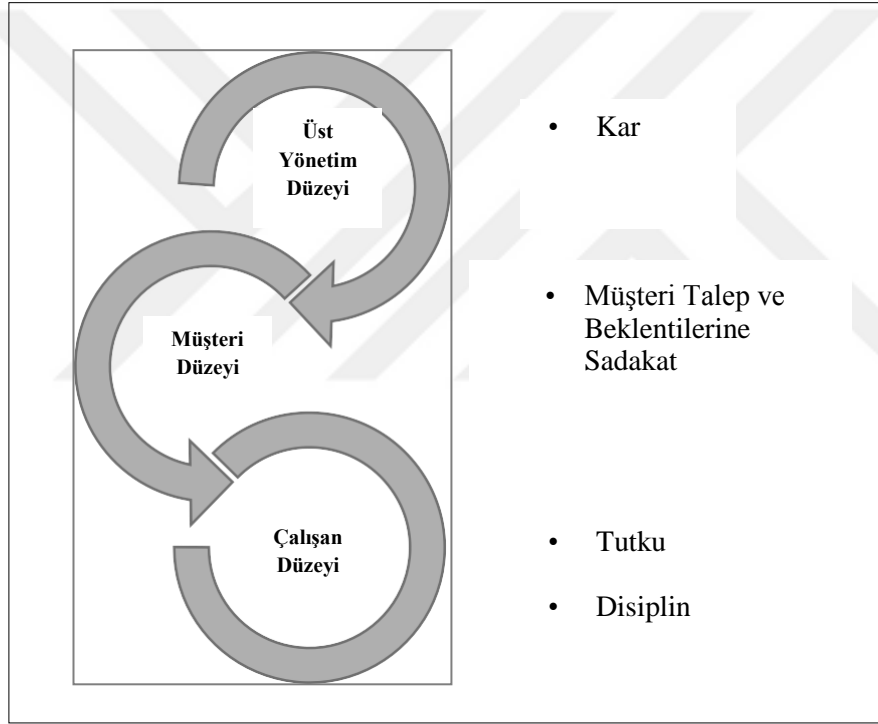 Üst
Yönetim
Düzeyi
• Kar
Müşteri
Düzeyi
• Müşteri Talep ve
Beklentilerine
Sadakat
Çalışan
Düzeyi
• Tutku
• Disiplin